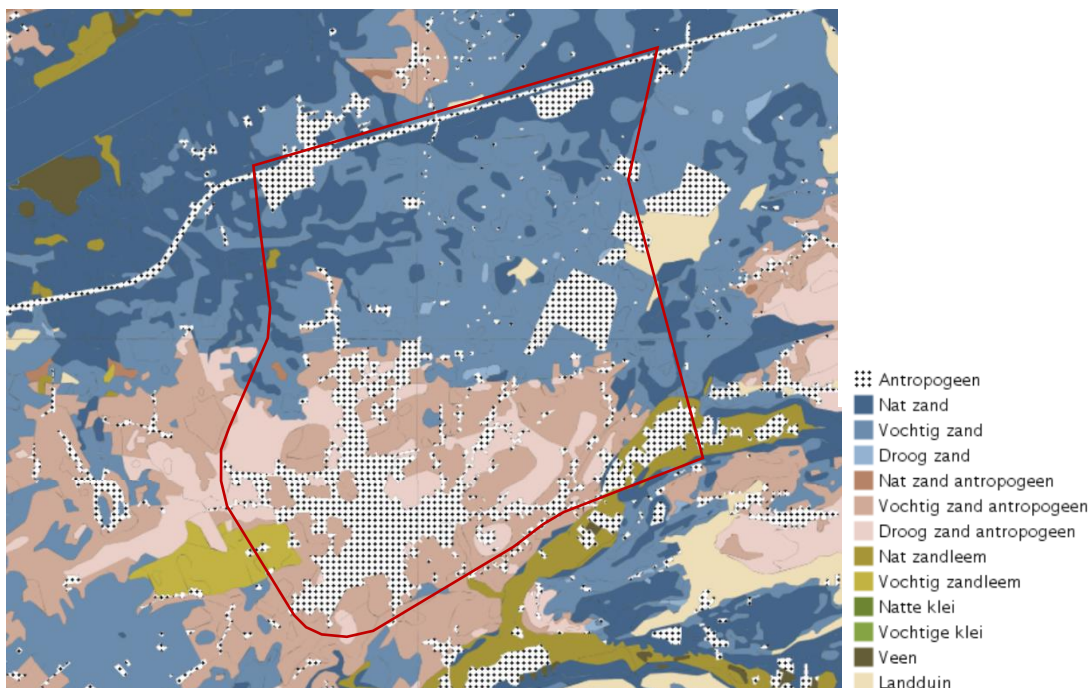 Antropogeen
Nat zand
Vochtig zand
Droog zand
Nat zand antropogeen
Vochtig zand antropogeen
Droog zand antropogeen
Nat zandleem
Vochtig zandleem
Natte klei
Vochtige klei
Veen
Landduin